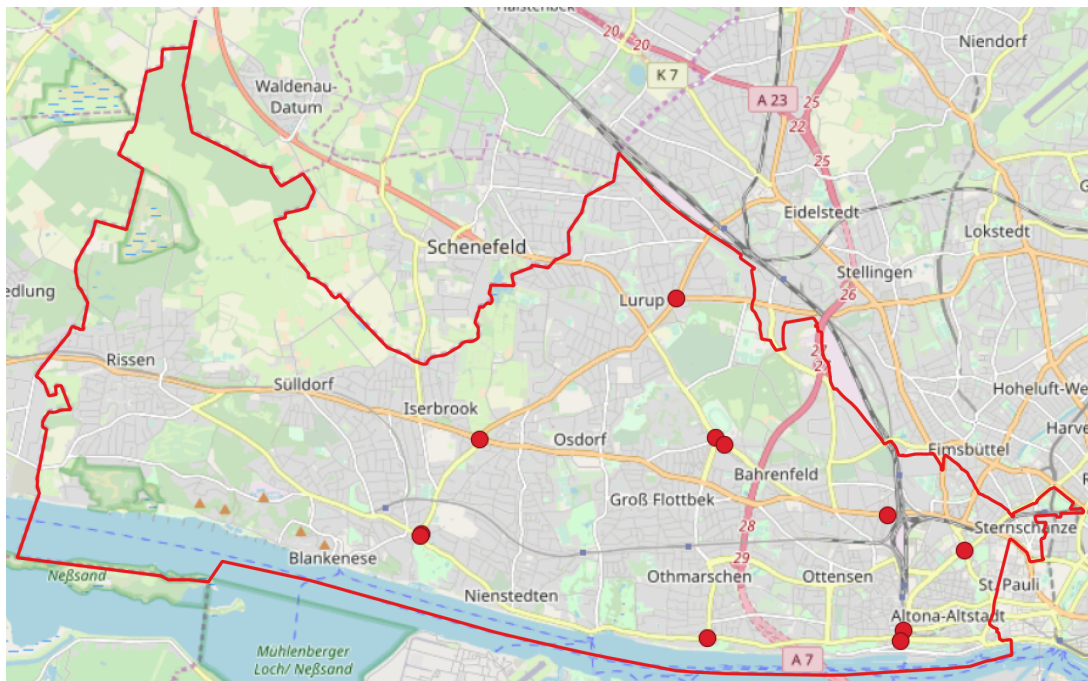 Halstenbek
20
20
Niendorf
K 7
Waldenau-
Datum
A 23
25
22
25
Eidelstedt
Lokstedt
Schenefeld
Stellingen
26
Lurup
Rissen
27
Sülldorf
Hoheluft-We
Iserbrook
Osdorf
Eimsbüttel
Harve
Bahrenfeld
Groß Flottbek
28
Sternschanze
Blankenese
29
Neßsand
Othmarschen
Ottensen
St. Pauli
Nienstedten
Altona-Altstadt
Mühlenberger
Loch/ Neßsand
A 7